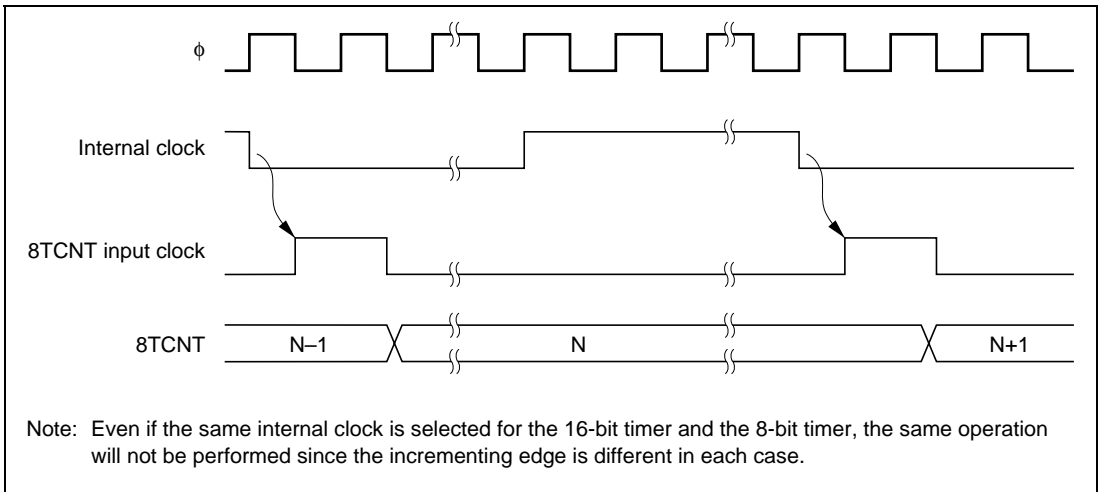 ϕ
Internal clock
8TCNT input clock
8TCNT
N–1
N
N+1
Note: Even if the same internal clock is selected for the 16-bit timer and the 8-bit timer, the same operation
will not be performed since the incrementing edge is different in each case.